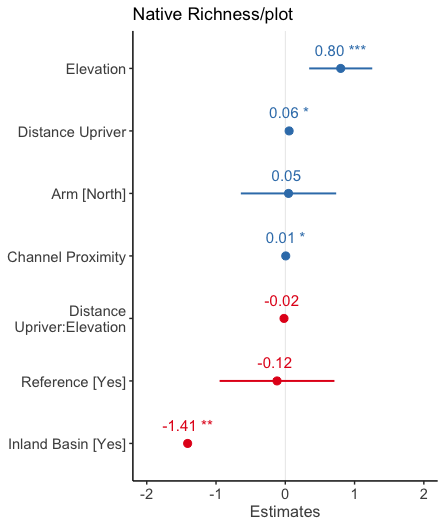 Native Richness/plot
0.80 ***
Elevation
0.06 *
Distance Upriver
0.05
Arm [North]
0.01 *
Channel Proximity
-0.02
Distance
Upriver:Elevation
-0.12
Reference [Yes]
-1.41 **
Inland Basin [Yes]
-2 -1 0 1 2
Estimates